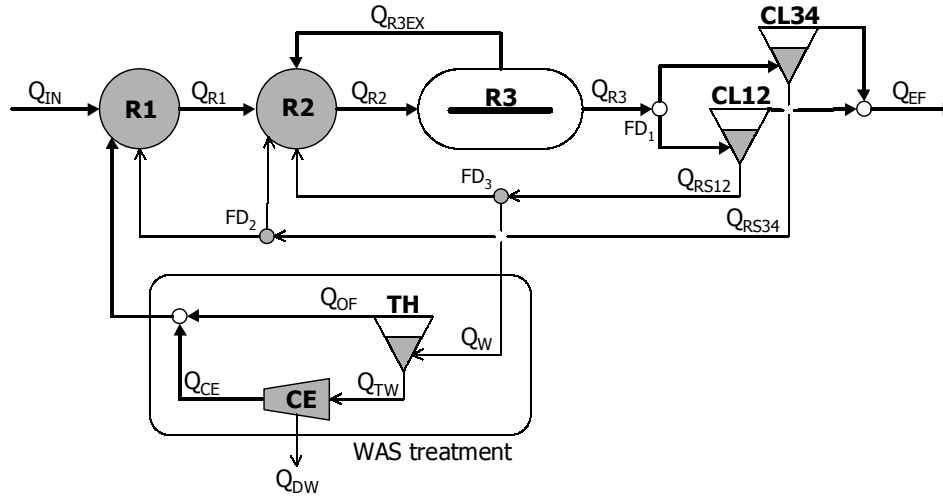 CL34
Q_R3EX
Q_IN
R1
Q_R1
R2
Q_R2
R3
Q_R3
FD_1
CL12
Q_EF
FD_3
Q_RS12
FD_2
Q_RS34
Q_OF
TH
Q_W
Q_CE
CE
Q_TW
WAS treatment
Q_DW